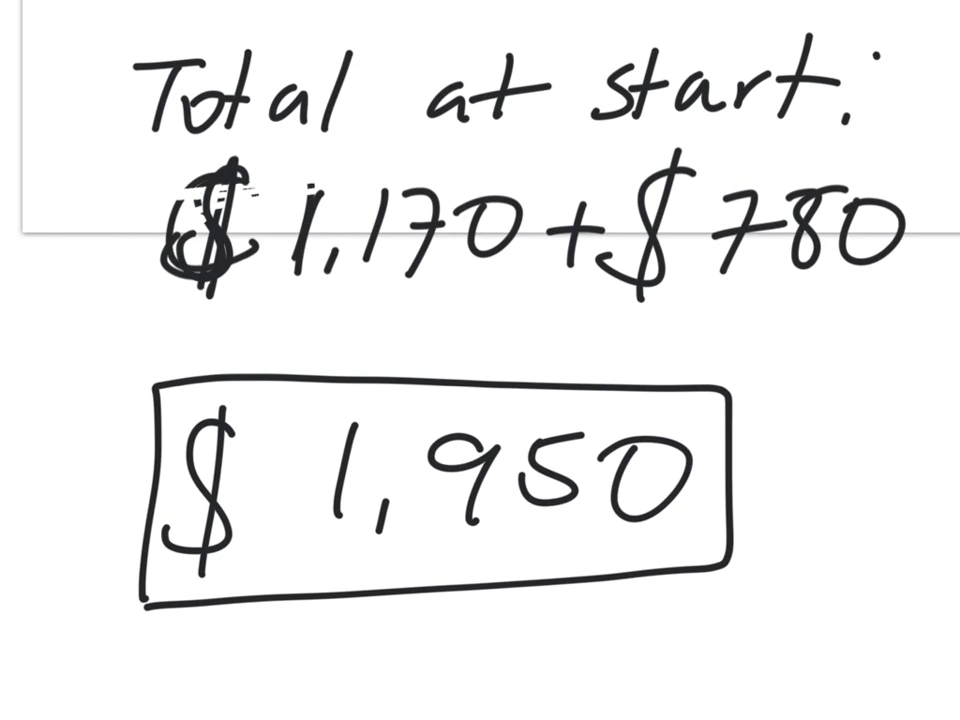 Total at start:
$ 1,170 + $ 780
$ 1,950